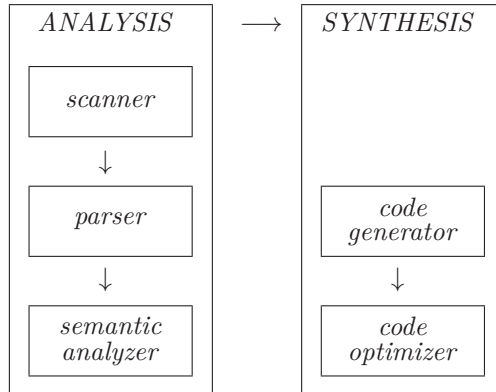 ANALYSIS → SYNTHESIS
scanner
↓
parser
↓
semantic
analyzer
code
generator
↓
code
optimizer